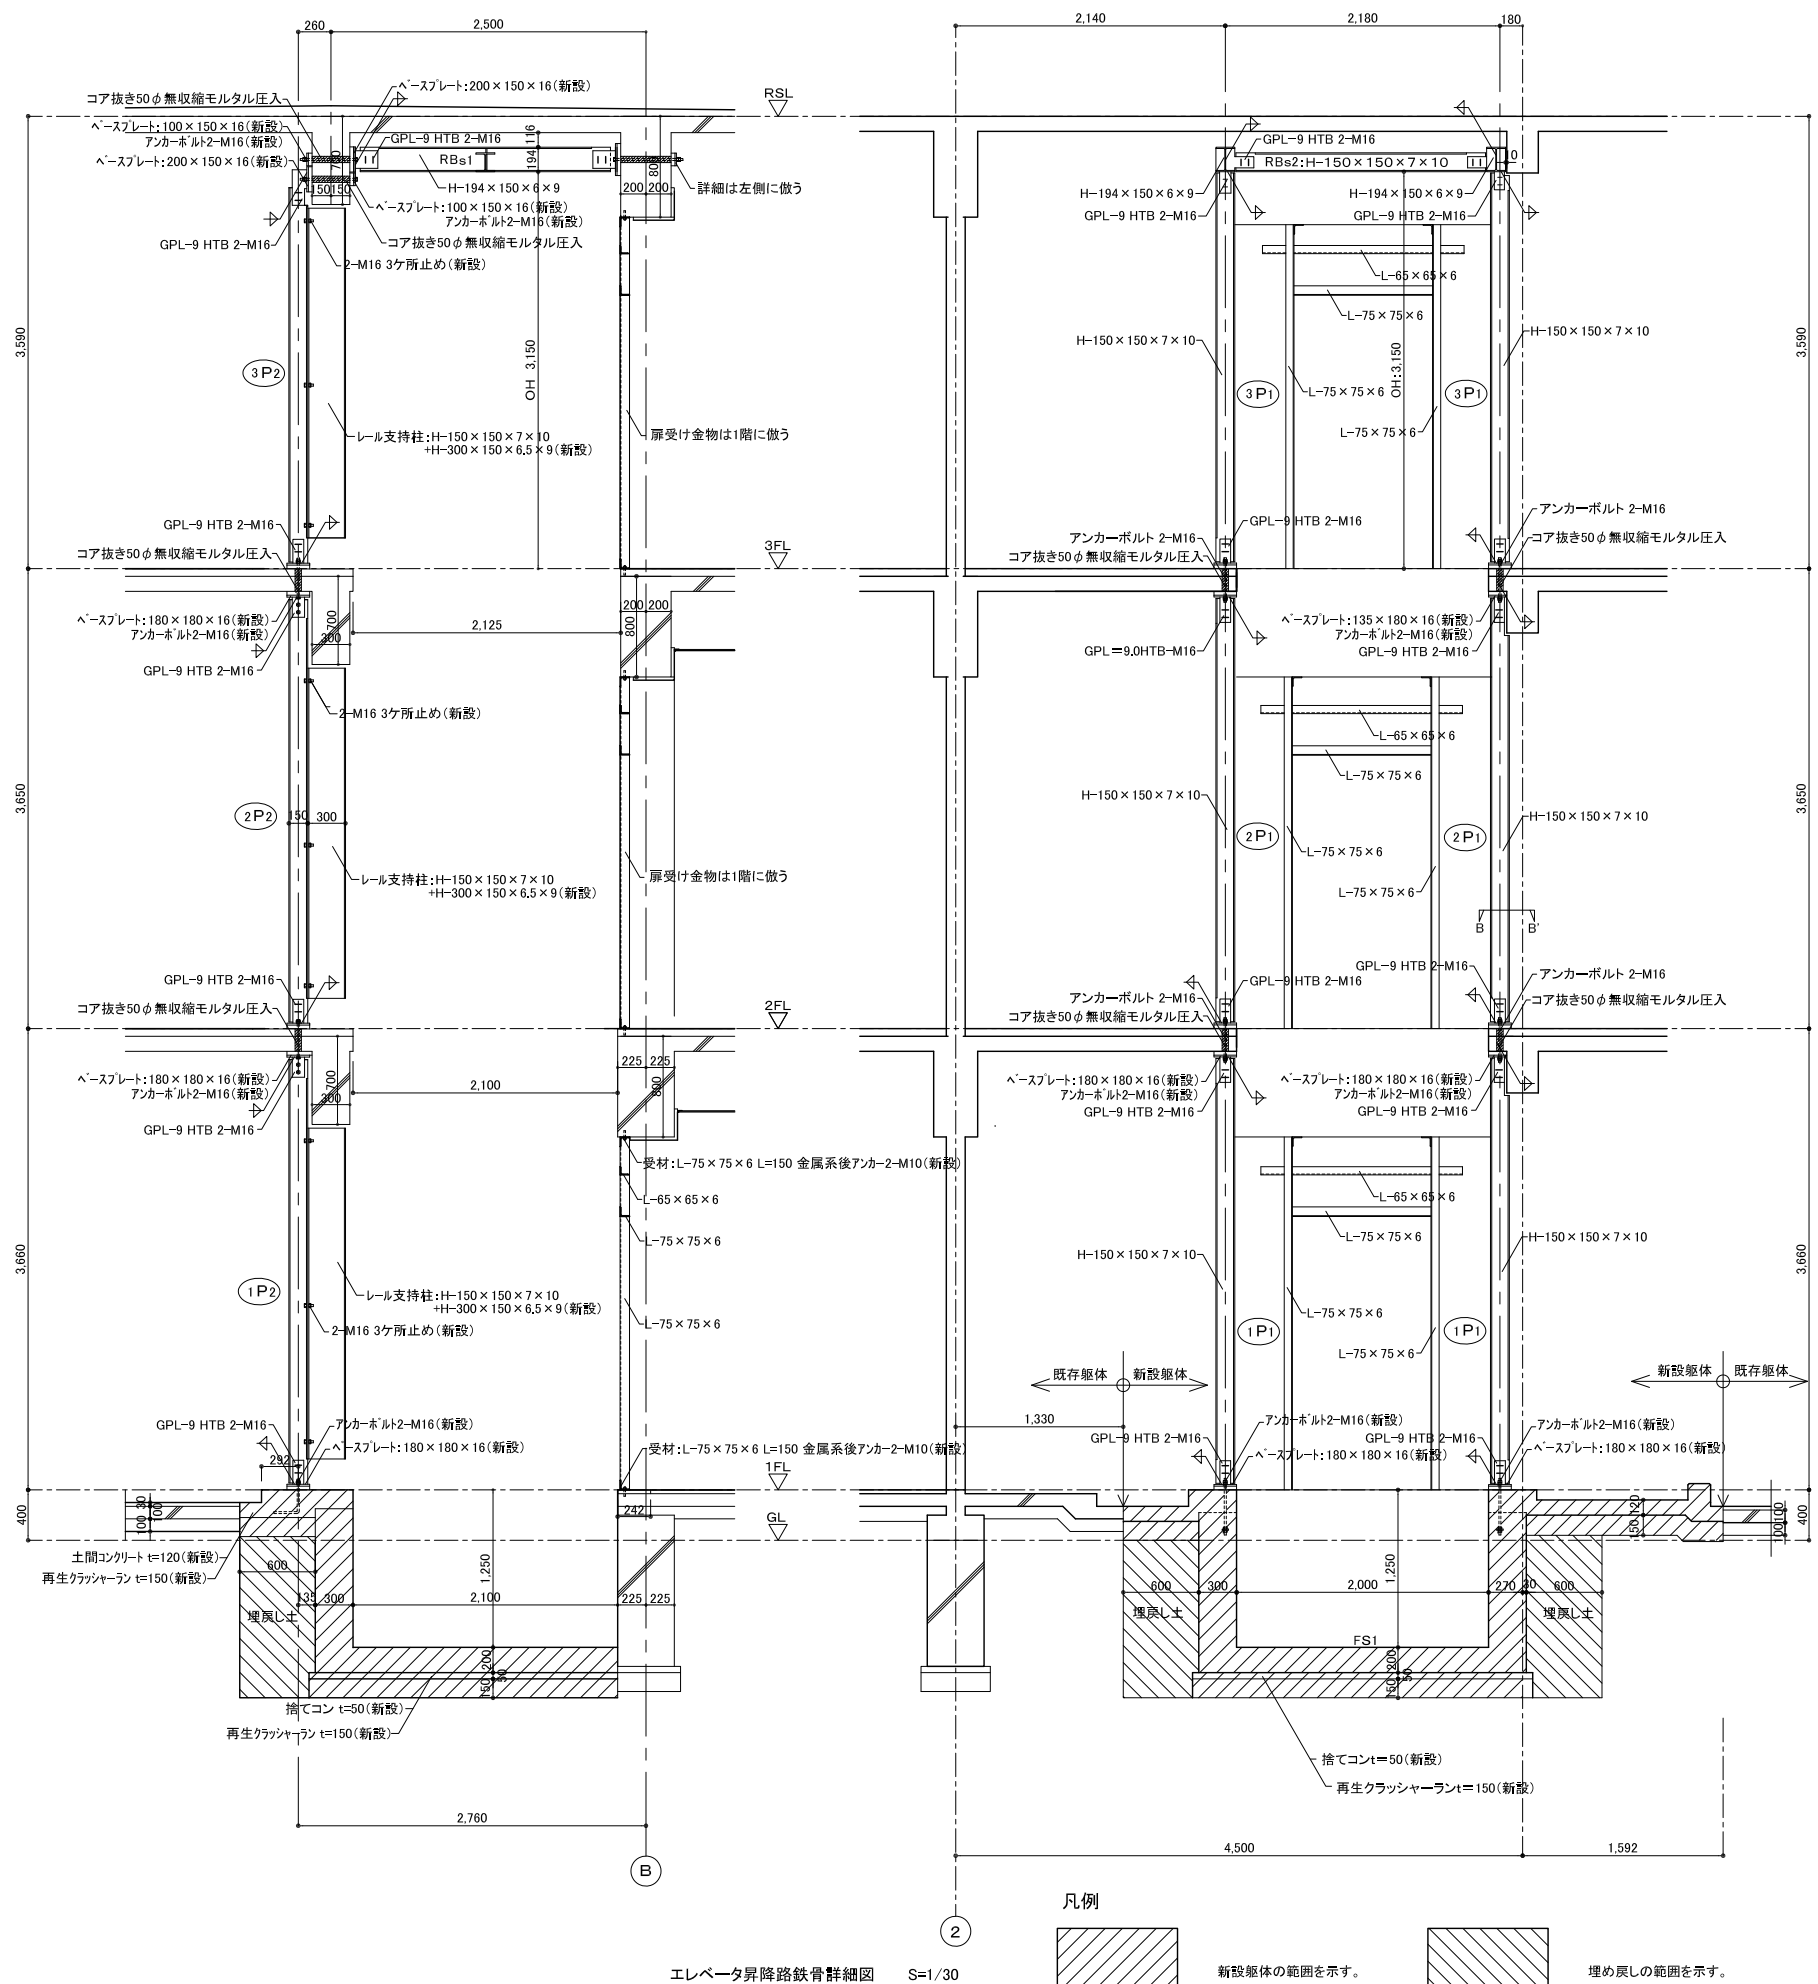 260
2,500
2,140
2,180
180
RSL
ベースプレート:200×150×16(新設)
コア抜き50φ無収縮モルタル圧入
ベースプレート:100×150×16(新設)
アンカーボルト2-M16(新設)
ベースプレート:200×150×16(新設)
GPL-9 HTB 2-M16
RBs1
700
194
116
800
H-194×150×6×9
150
150
200
200
詳細は左側に倣う
ベースプレート:100×150×16(新設)
アンカーボルト2-M16(新設)
コア抜き50φ無収縮モルタル圧入
GPL-9 HTB 2-M16
2-M16 3ケ所止め(新設)
GPL-9 HTB 2-M16
RBs2:H-150×150×7×10
0
H-194×150×6×9
H-194×150×6×9
GPL-9 HTB 2-M16
GPL-9 HTB 2-M16
L-65×65×6
L-75×75×6
3,590
3,590
OH 3,150
OH:3,150
H-150×150×7×10
H-150×150×7×10
3P2
3P1
3P1
L-75×75×6
L-75×75×6
レール支持柱:H-150×150×7×10
+H-300×150×6.5×9(新設)
扉受け金物は1階に倣う
GPL-9 HTB 2-M16
コア抜き50φ無収縮モルタル圧入
3FL
GPL-9 HTB 2-M16
アンカーボルト 2-M16
コア抜き50φ無収縮モルタル圧入
アンカーボルト 2-M16
コア抜き50φ無収縮モルタル圧入
ベースプレート:180×180×16(新設)
アンカーボルト2-M16(新設)
GPL-9 HTB 2-M16
700
300
2,125
200
200
800
GPL=9.0HTB-M16
ベースプレート:135×180×16(新設)
アンカーボルト2-M16(新設)
GPL-9 HTB 2-M16
2-M16 3ケ所止め(新設)
L-65×65×6
L-75×75×6
3,650
3,650
2P2
150
300
H-150×150×7×10
H-150×150×7×10
2P1
2P1
L-75×75×6
L-75×75×6
レール支持柱:H-150×150×7×10
+H-300×150×6.5×9(新設)
扉受け金物は1階に倣う
B
B'
GPL-9 HTB 2-M16
コア抜き50φ無収縮モルタル圧入
2FL
GPL-9 HTB 2-M16
アンカーボルト 2-M16
コア抜き50φ無収縮モルタル圧入
GPL-9 HTB 2-M16
アンカーボルト 2-M16
コア抜き50φ無収縮モルタル圧入
ベースプレート:180×180×16(新設)
アンカーボルト2-M16(新設)
GPL-9 HTB 2-M16
700
300
2,100
225
225
800
ベースプレート:180×180×16(新設)
アンカーボルト2-M16(新設)
GPL-9 HTB 2-M16
ベースプレート:180×180×16(新設)
アンカーボルト2-M16(新設)
GPL-9 HTB 2-M16
受材:L-75×75×6 L=150 金属系後アンカー2-M10(新設)
L-65×65×6
L-75×75×6
L-65×65×6
L-75×75×6
3,660
3,660
H-150×150×7×10
H-150×150×7×10
1P2
レール支持柱:H-150×150×7×10
+H-300×150×6.5×9(新設)
2-M16 3ケ所止め(新設)
L-75×75×6
L-75×75×6
1P1
1P1
L-75×75×6
既存躯体
新設躯体
新設躯体
既存躯体
1,330
GPL-9 HTB 2-M16
アンカーボルト2-M16(新設)
ベースプレート:180×180×16(新設)
292
受材:L-75×75×6 L=150 金属系後アンカー2-M10(新設)
1FL
アンカーボルト2-M16(新設)
GPL-9 HTB 2-M16
ベースプレート:180×180×16(新設)
アンカーボルト2-M16(新設)
GPL-9 HTB 2-M16
ベースプレート:180×180×16(新設)
400
30
100
100
GL
242
150
120
100
100
400
土間コンクリート t=120(新設)
再生クラッシャーラン t=150(新設)
600
135
300
2,100
225
225
1,250
埋戻し土
200
50
150
600
300
2,000
270
30
600
1,250
埋戻し土
埋戻し土
FS1
200
50
150
捨てコン t=50(新設)
再生クラッシャーラン t=150(新設)
捨てコンt=50(新設)
再生クラッシャーランt=150(新設)
2,760
4,500
1,592
B
2
凡例
エレベータ昇降路鉄骨詳細図 S=1/30
新設躯体の範囲を示す。
埋め戻しの範囲を示す。